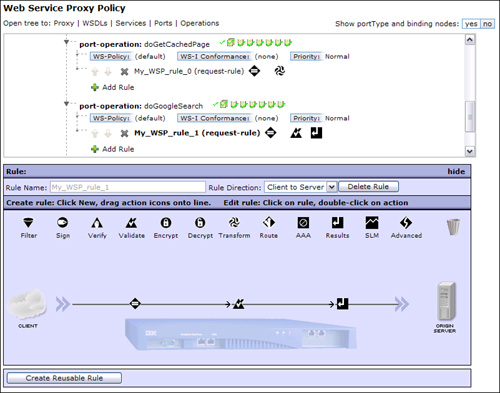 Web Service Proxy Policy
Open tree to: Proxy | WSDLs | Services | Ports | Operations
Show portType and binding nodes: yes no
port-operation: doGetCachedPage
WS-Policy: (default) WS-I Conformance: (none) Priority: Normal
My_WSP_rule_0 (request-rule)
Add Rule
port-operation: doGoogleSearch
WS-Policy: (default) WS-I Conformance: (none) Priority: Normal
My_WSP_rule_1 (request-rule)
Add Rule
Rule: hide
Rule Name: My_WSP_rule_1 Rule Direction: Client to Server Delete Rule
Create rule: Click New, drag action icons onto line. Edit rule: Click on rule, double-click on action
Filter Sign Verify Validate Encrypt Decrypt Transform Route AAA Results SLM Advanced
CLIENT
ORIGIN
SERVER
IBM
Create Reusable Rule